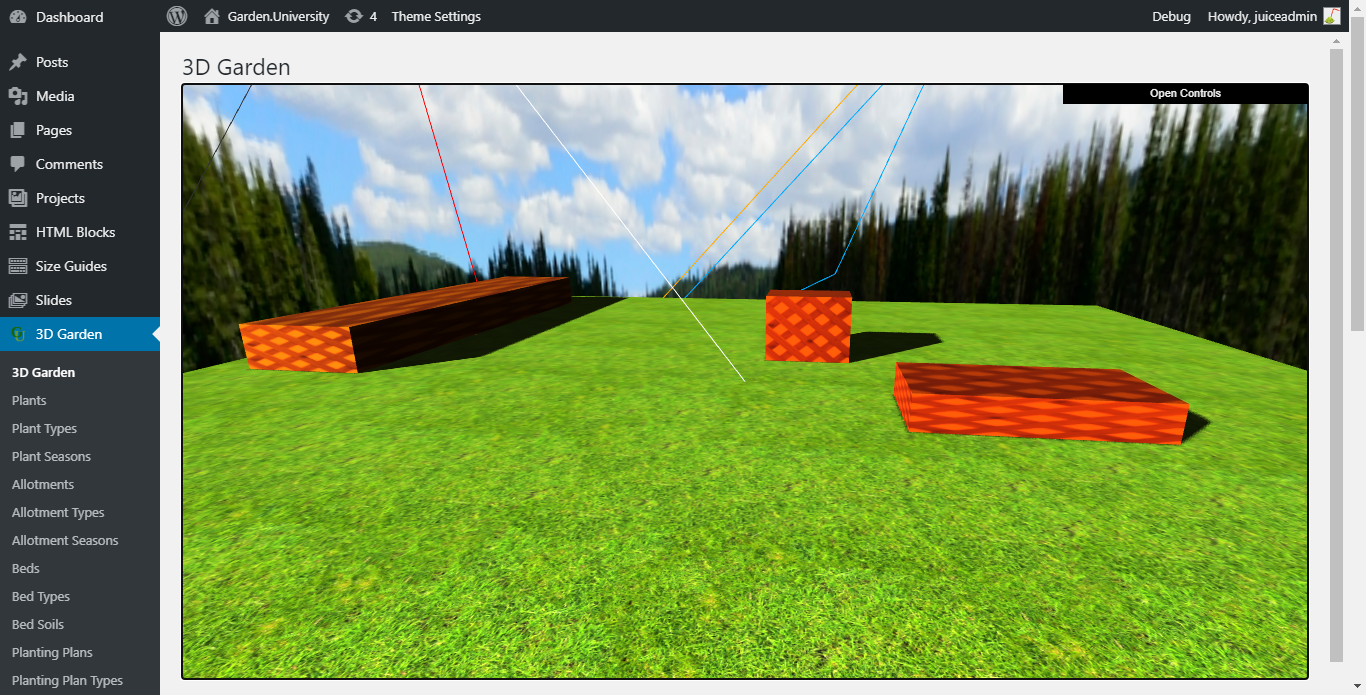 Dashboard
Garden.University
4
Theme Settings
Debug
Howdy, juiceadmin
Posts
Media
Pages
Comments
Projects
HTML Blocks
Size Guides
Slides
3D Garden
3D Garden
Plants
Plant Types
Plant Seasons
Allotments
Allotment Types
Allotment Seasons
Beds
Bed Types
Bed Soils
Planting Plans
Planting Plan Types
3D Garden
Open Controls